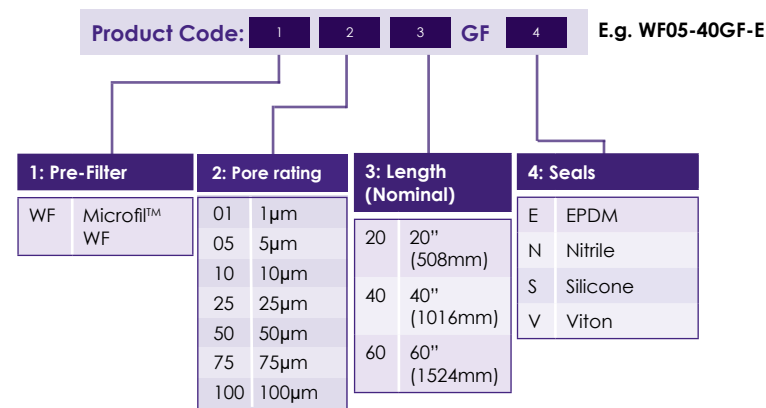 Product Code: 1 2 3 GF 4 E.g. WF05-40GF-E
1: Pre-Filter
WF Microfil™
WF
2: Pore rating
01 1µm
05 5µm
10 10µm
25 25µm
50 50µm
75 75µm
100 100µm
3: Length
(Nominal)
20 20”
(508mm)
40 40”
(1016mm)
60 60”
(1524mm)
4: Seals
E EPDM
N Nitrile
S Silicone
V Viton